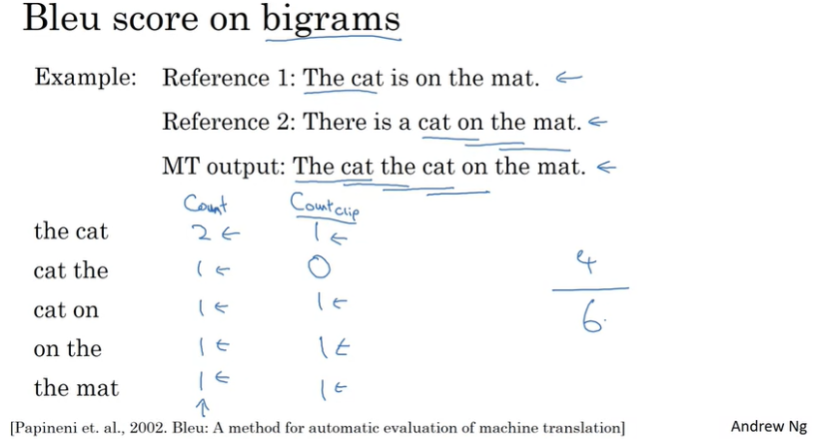 Bleu score on bigrams
Example: Reference 1: The cat is on the mat. ←
Reference 2: There is a cat on the mat. ←
MT output: The cat the cat on the mat. ←
Count Countclip
the cat 2 ← 1 ←
cat the 1 ← 0
cat on 1 ← 1 ←
on the 1 ← 1 ←
the mat 1 ← 1 ←
↑
4
6
[Papineni et. al., 2002. Bleu: A method for automatic evaluation of machine translation] Andrew Ng